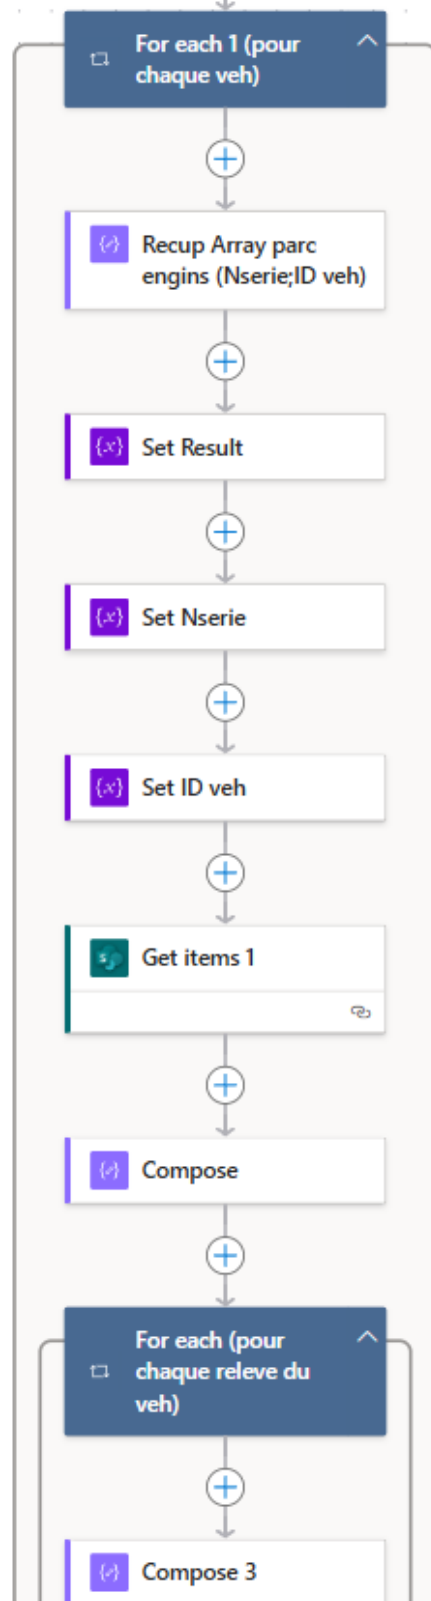 For each 1 (pour
chaque veh)
Recup Array parc
engins (Nserie;ID veh)
{x} Set Result
{x} Set Nserie
{x} Set ID veh
Get items 1
Compose
For each (pour
chaque releve du
veh)
Compose 3